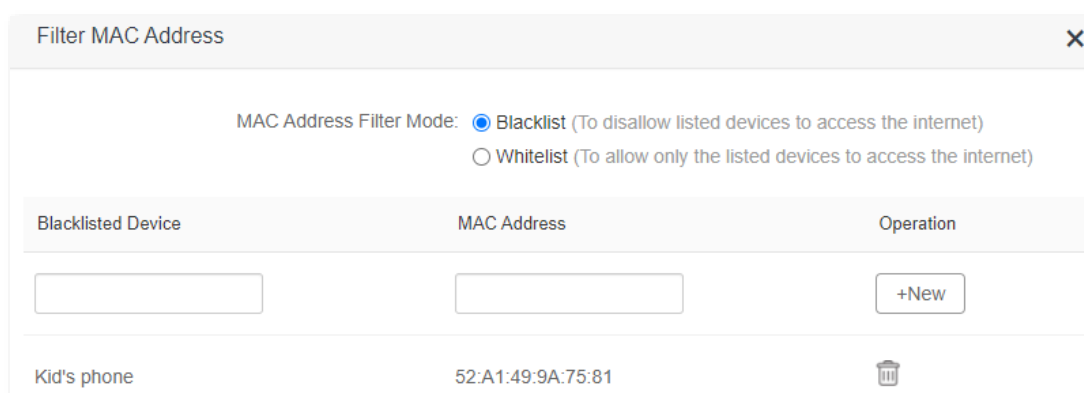 Filter MAC Address
MAC Address Filter Mode: Blacklist (To disallow listed devices to access the internet)
Whitelist (To allow only the listed devices to access the internet)
Blacklisted Device MAC Address Operation
+New
Kid's phone 52:A1:49:9A:75:81